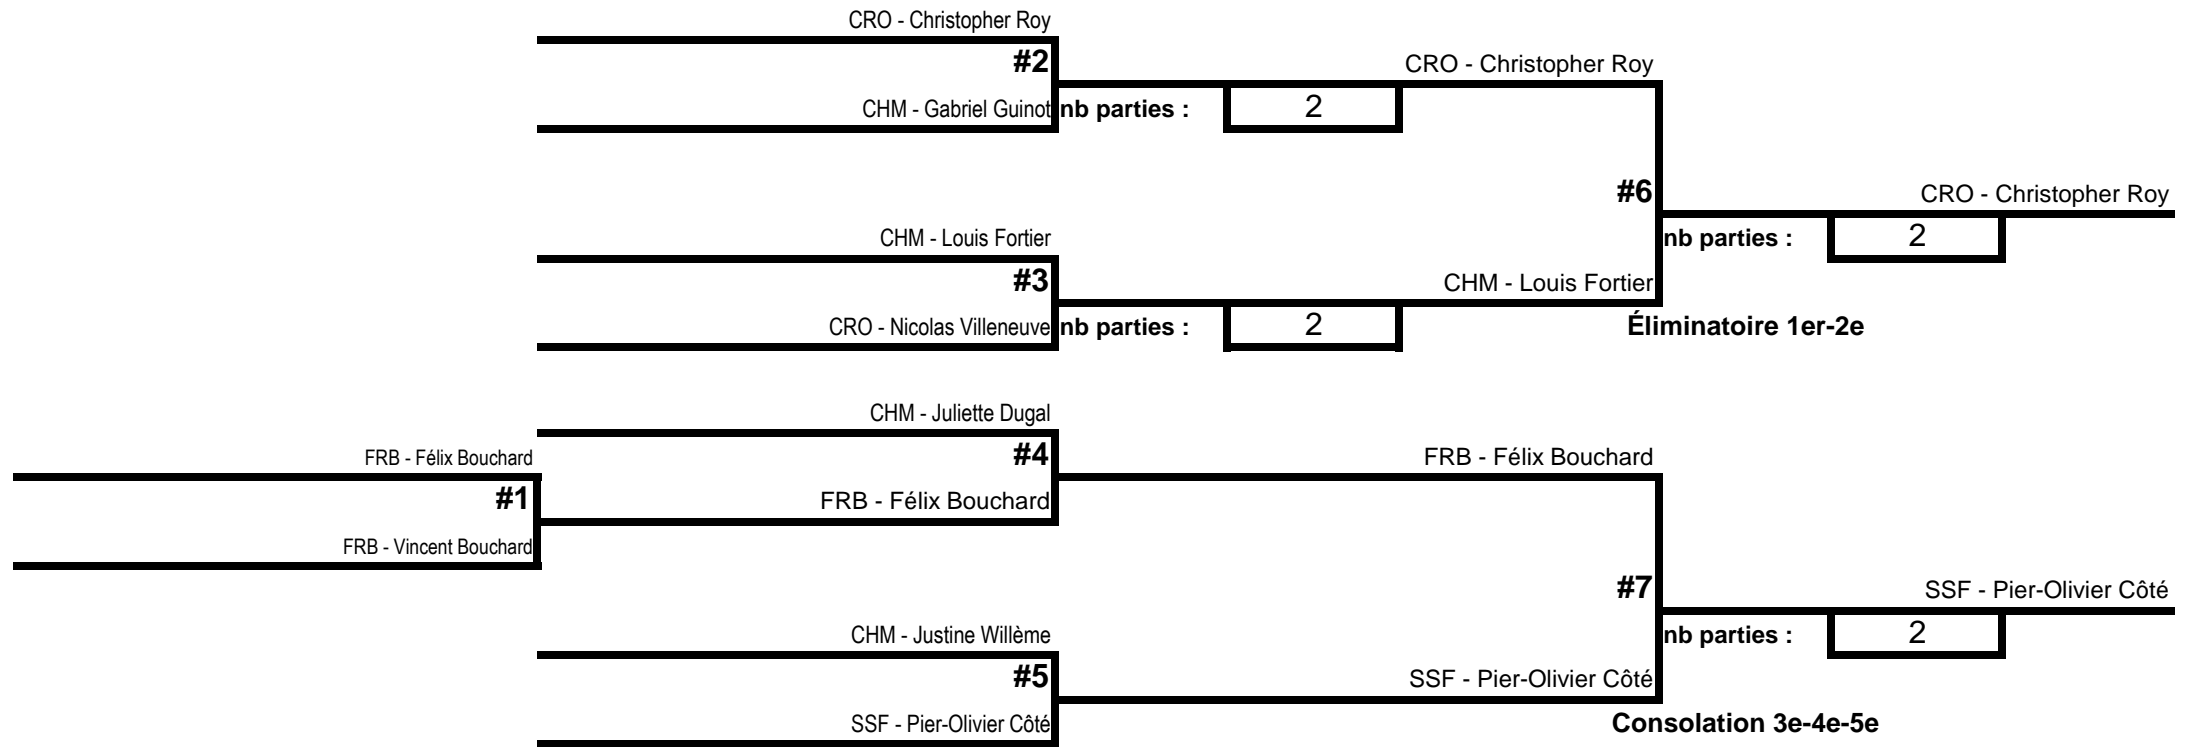 CRO - Christopher Roy
#2
CRO - Christopher Roy
CHM - Gabriel Guinot
nb parties :
2
#6
CRO - Christopher Roy
CHM - Louis Fortier
nb parties :
2
#3
CHM - Louis Fortier
CRO - Nicolas Villeneuve
nb parties :
2
Éliminatoire 1er-2e
CHM - Juliette Dugal
FRB - Félix Bouchard
#4
FRB - Félix Bouchard
#1
FRB - Félix Bouchard
FRB - Vincent Bouchard
#7
SSF - Pier-Olivier Côté
CHM - Justine Willème
nb parties :
2
#5
SSF - Pier-Olivier Côté
SSF - Pier-Olivier Côté
Consolation 3e-4e-5e